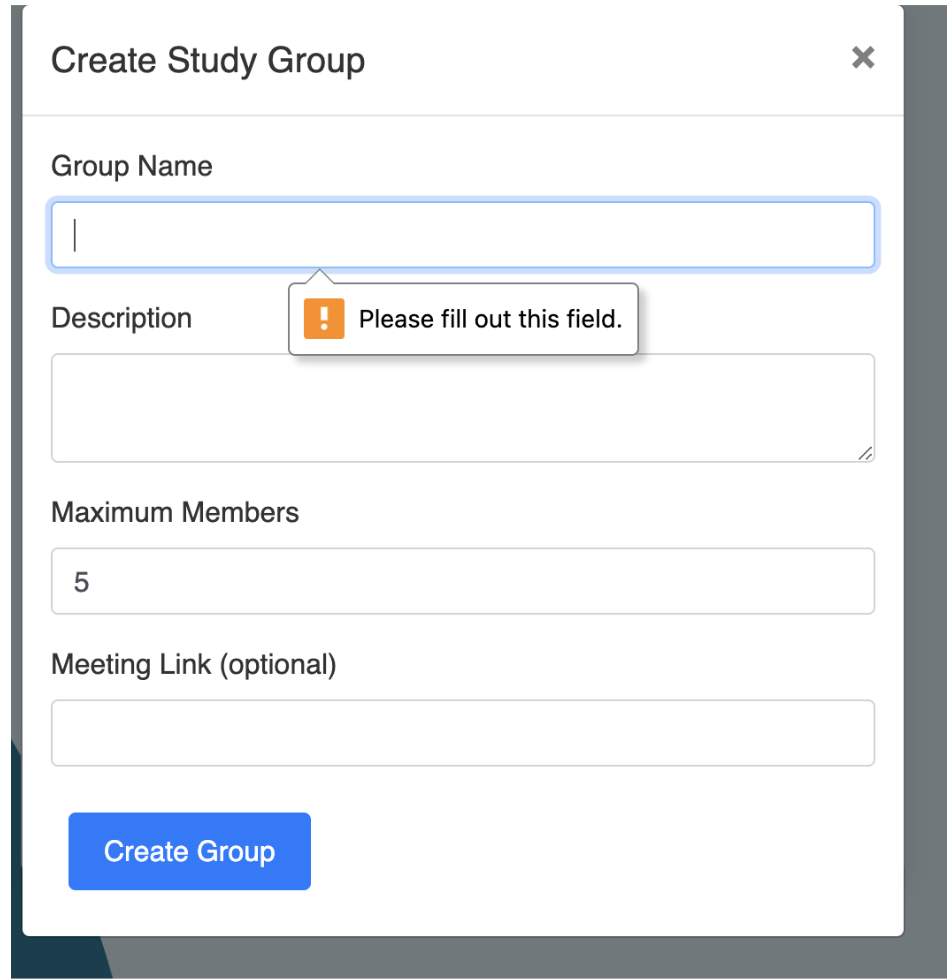 Create Study Group
Group Name
Description
Please fill out this field.
Maximum Members
5
Meeting Link (optional)
Create Group